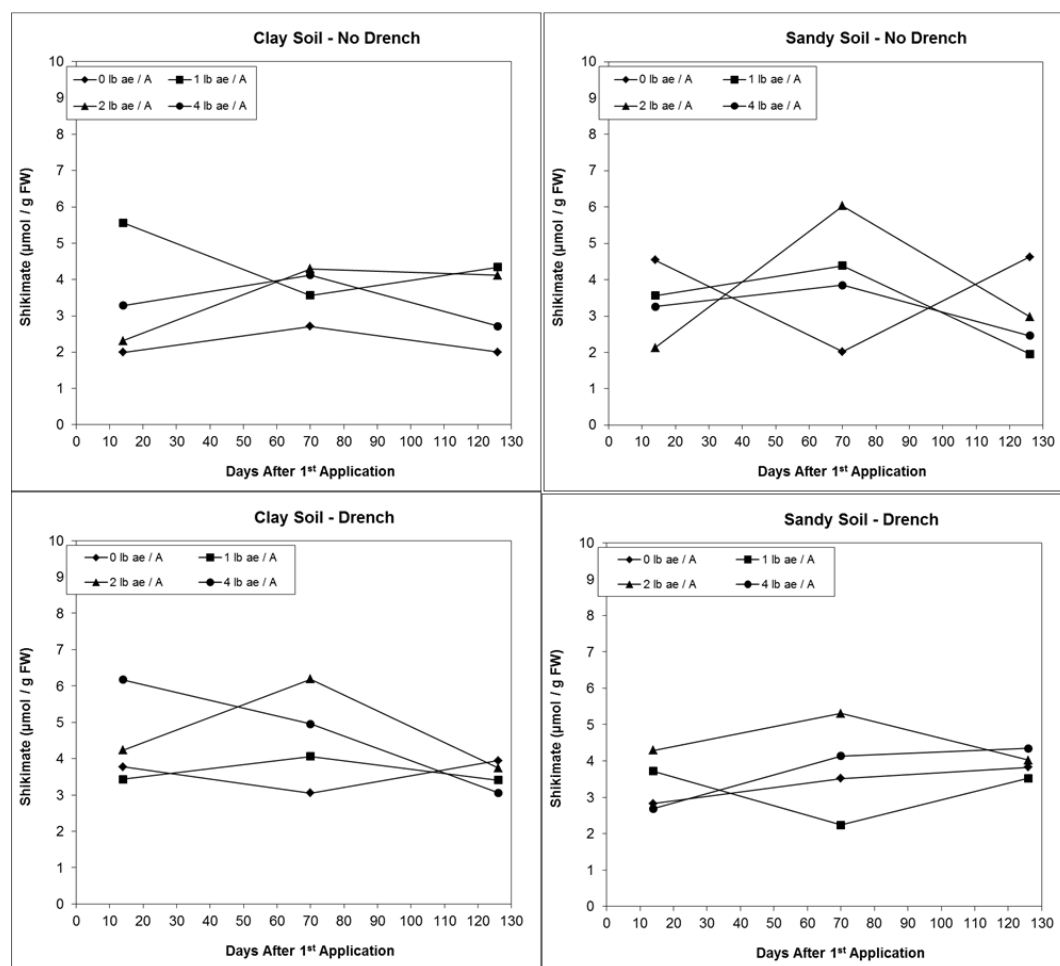 Clay Soil - No Drench
10
9
8
7
6
5
4
3
2
1
0
Shikimate (µmol / g FW)
0 lb ae / A 1 lb ae / A
2 lb ae / A 4 lb ae / A
0 10 20 30 40 50 60 70 80 90 100 110 120 130
Days After 1st Application
Sandy Soil - No Drench
10
9
8
7
6
5
4
3
2
1
0
Shikimate (µmol / g FW)
0 lb ae / A 1 lb ae / A
2 lb ae / A 4 lb ae / A
0 10 20 30 40 50 60 70 80 90 100 110 120 130
Days After 1st Application
Clay Soil - Drench
10
9
8
7
6
5
4
3
2
1
0
Shikimate (µmol / g FW)
0 lb ae / A 1 lb ae / A
2 lb ae / A 4 lb ae / A
0 10 20 30 40 50 60 70 80 90 100 110 120 130
Days After 1st Application
Sandy Soil - Drench
10
9
8
7
6
5
4
3
2
1
0
Shikimate (µmol / g FW)
0 lb ae / A 1 lb ae / A
2 lb ae / A 4 lb ae / A
0 10 20 30 40 50 60 70 80 90 100 110 120 130
Days After 1st Application